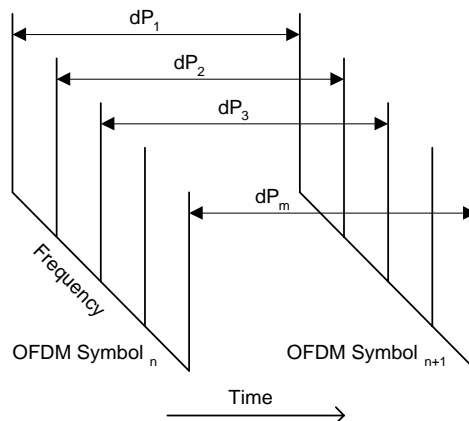 dP1
dP2
dP3
dPm
Frequency
OFDM Symbol n
OFDM Symbol n+1
Time